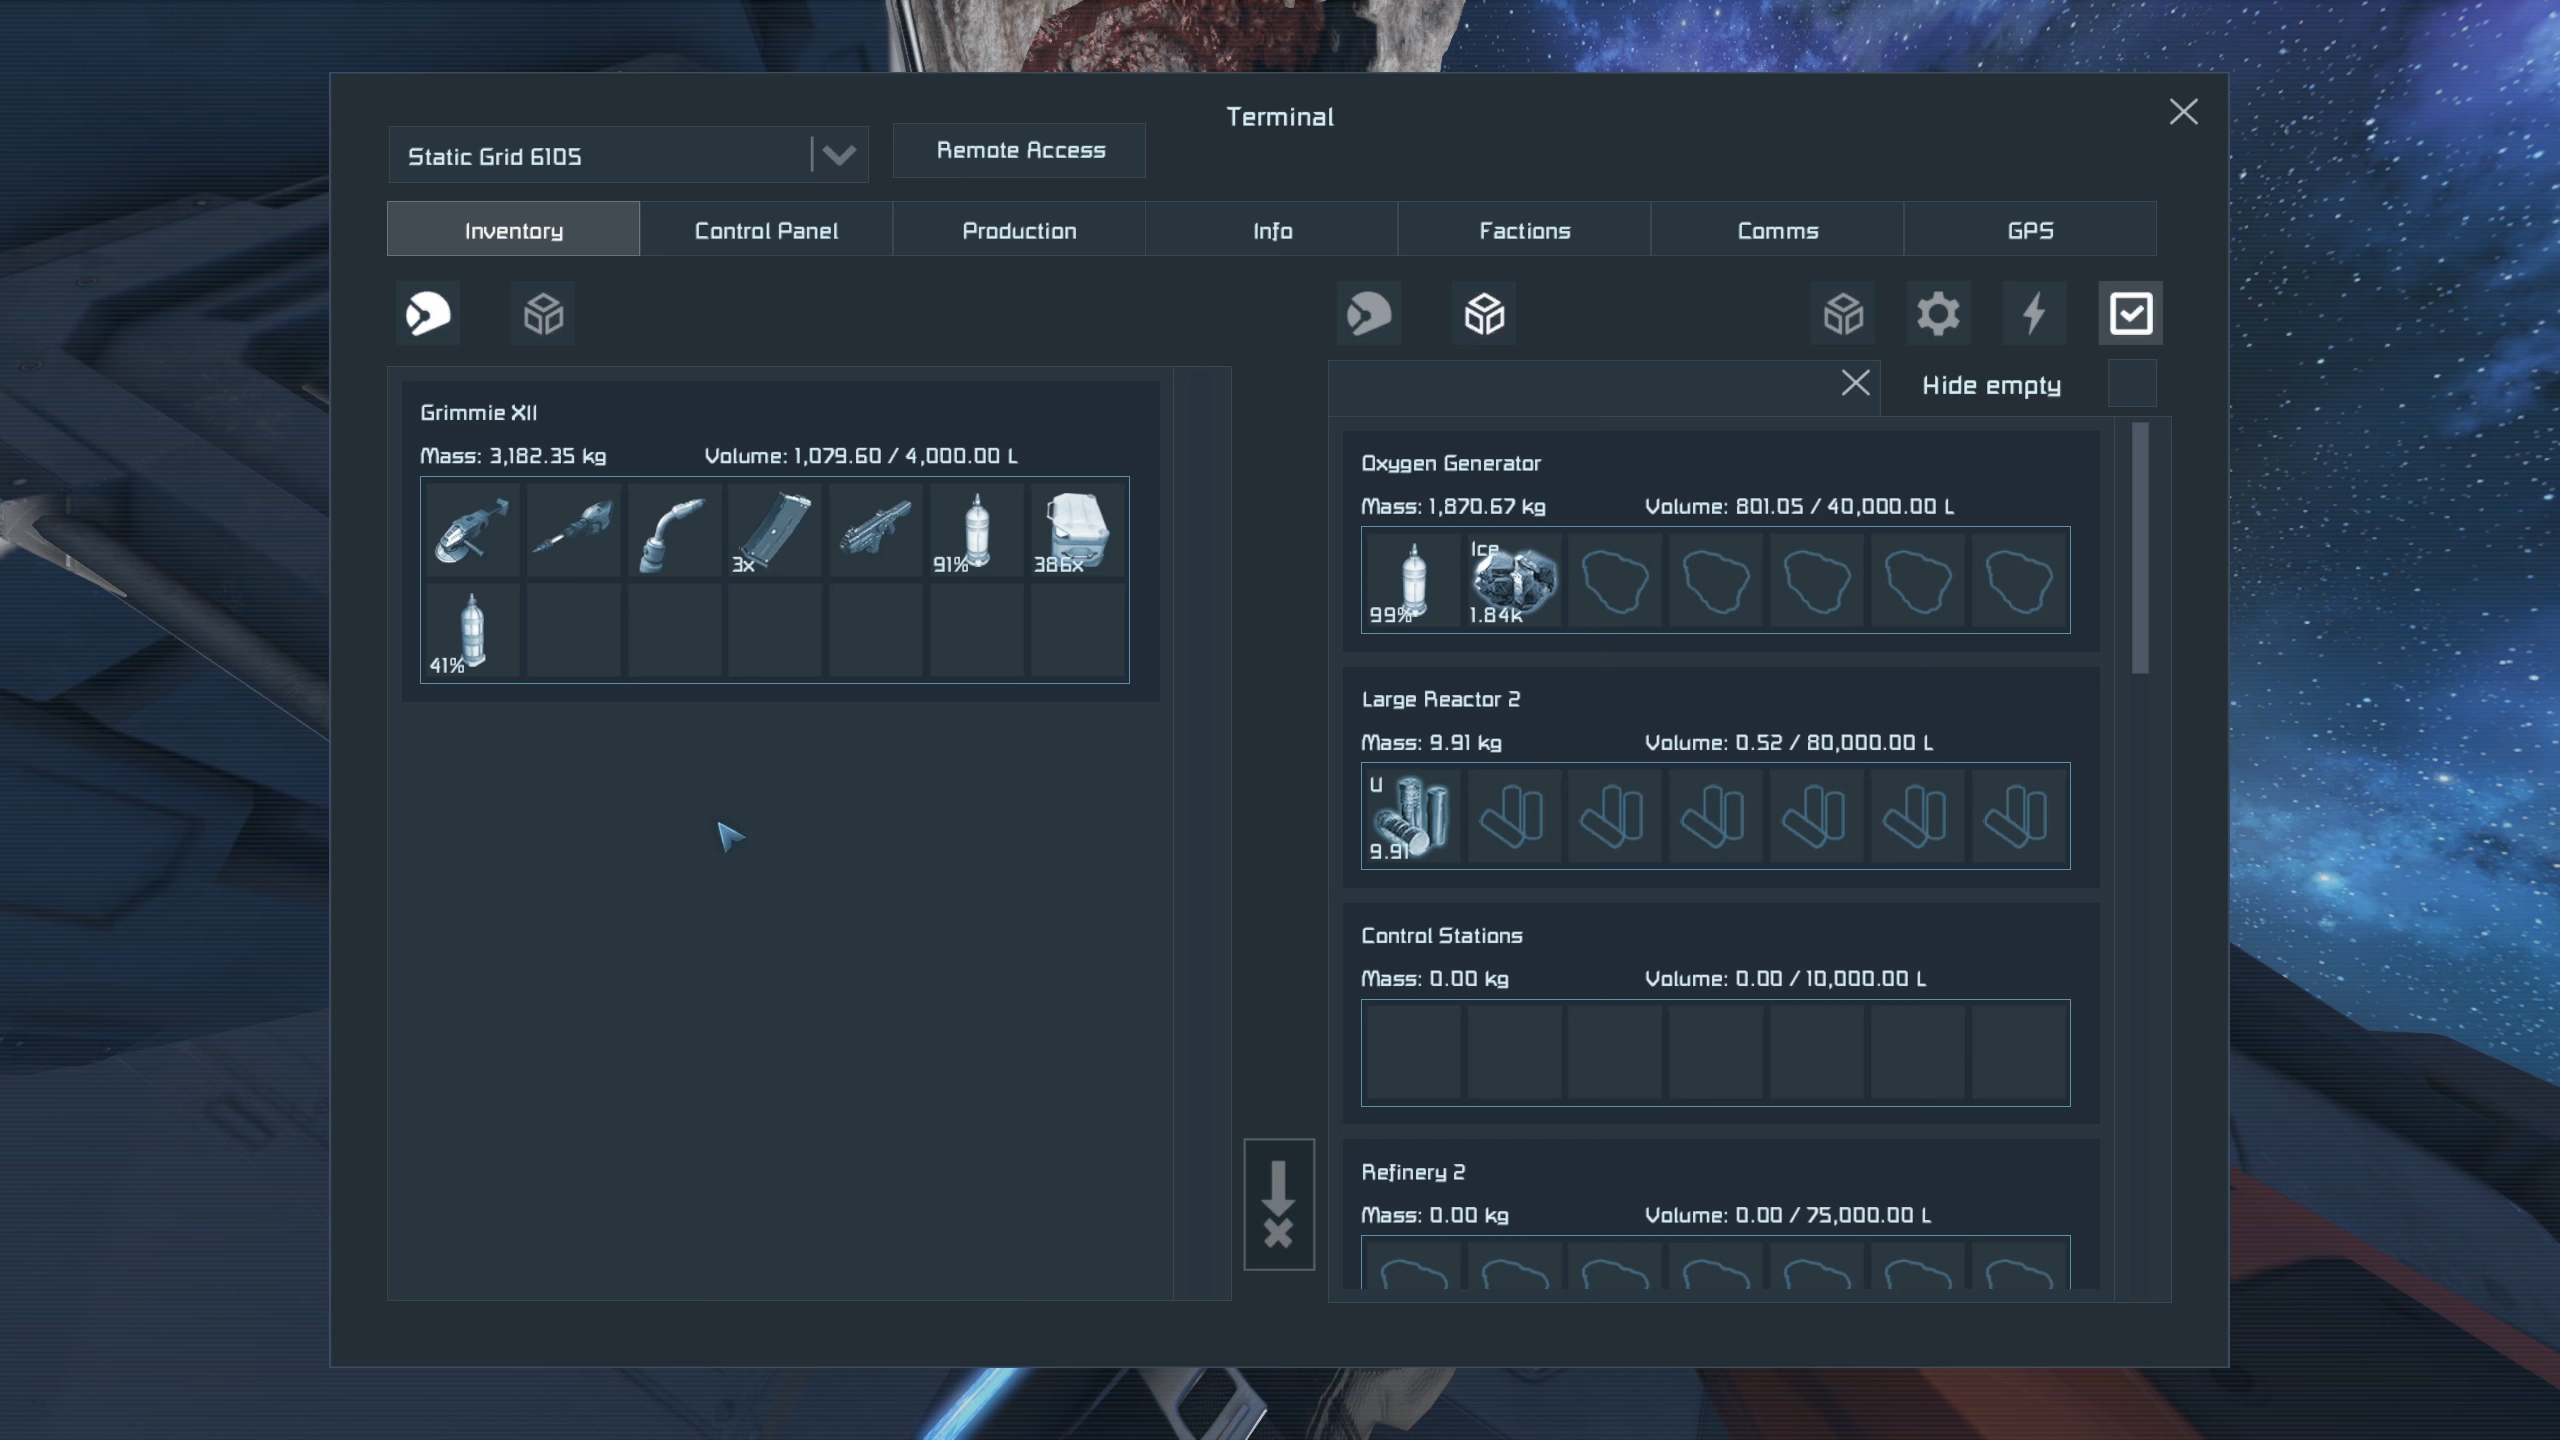 Terminal
Static Grid 6105
Remote Access
Inventory
Control Panel
Production
Info
Factions
Comms
GPS
Hide empty
Grimmie XII
Mass: 3,182.35 kg
Volume: 1,079.60 / 4,000.00 L
3x
91%
386x
41%
Oxygen Generator
Mass: 1,870.67 kg
Volume: 801.05 / 40,000.00 L
Ice
99%
1.84k
Large Reactor 2
Mass: 9.91 kg
Volume: 0.52 / 80,000.00 L
U
9.91
Control Stations
Mass: 0.00 kg
Volume: 0.00 / 10,000.00 L
Refinery 2
Mass: 0.00 kg
Volume: 0.00 / 75,000.00 L